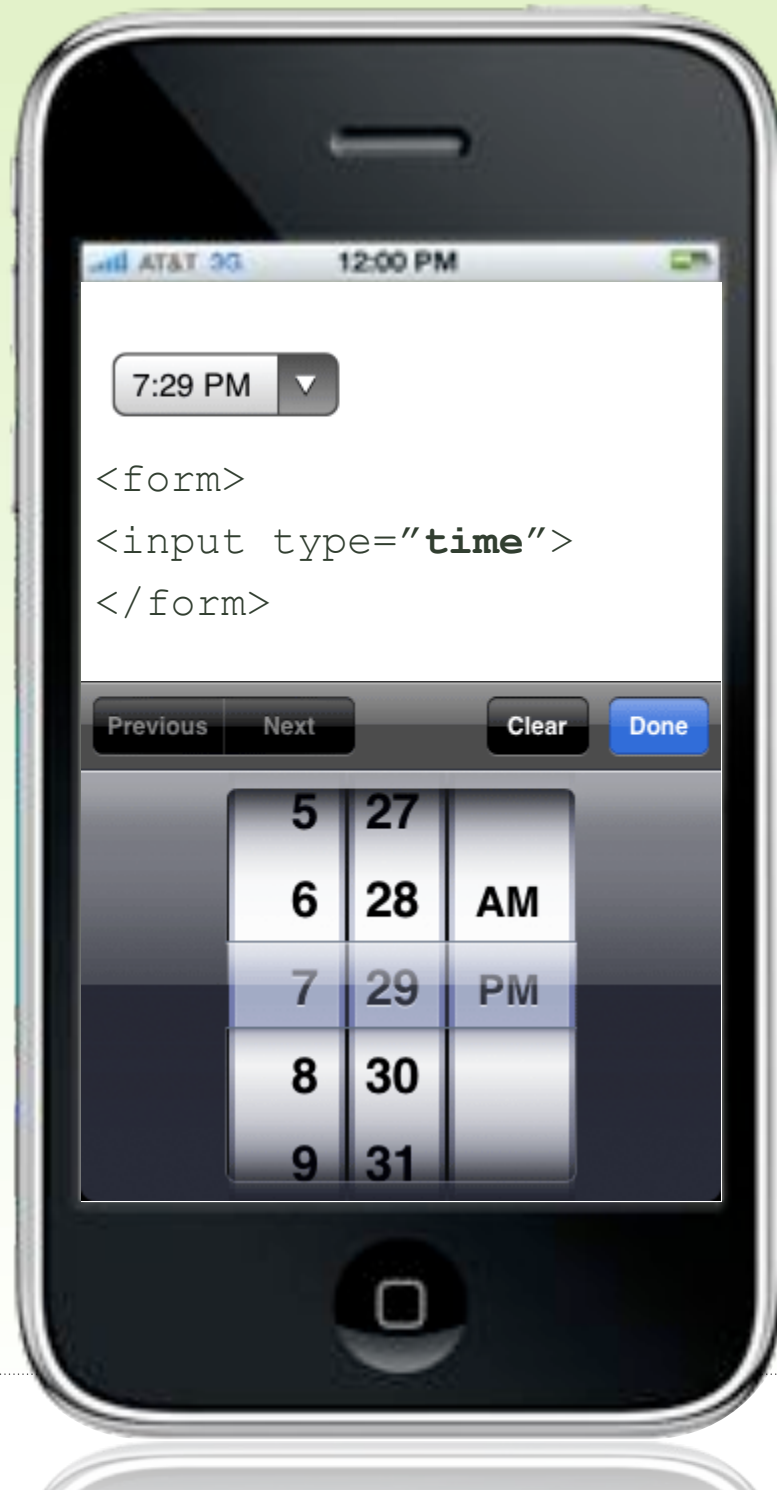 AT&T 3G 12:00 PM
7:29 PM
<form>
<input type=”time”>
</form>
Previous Next Clear Done
5 27
6 28 AM
7 29 PM
8 30
9 31